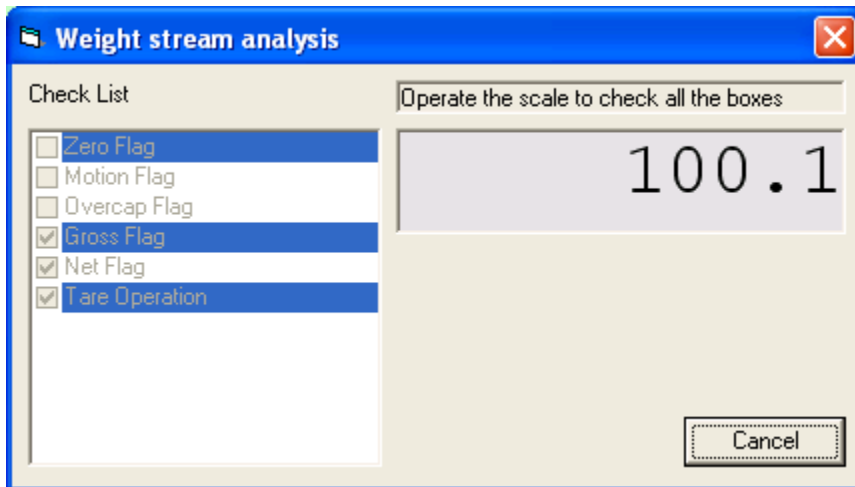 Weight stream analysis
Check List
Operate the scale to check all the boxes
Zero Flag
Motion Flag
Overcap Flag
Gross Flag
Net Flag
Tare Operation
100.1
Cancel